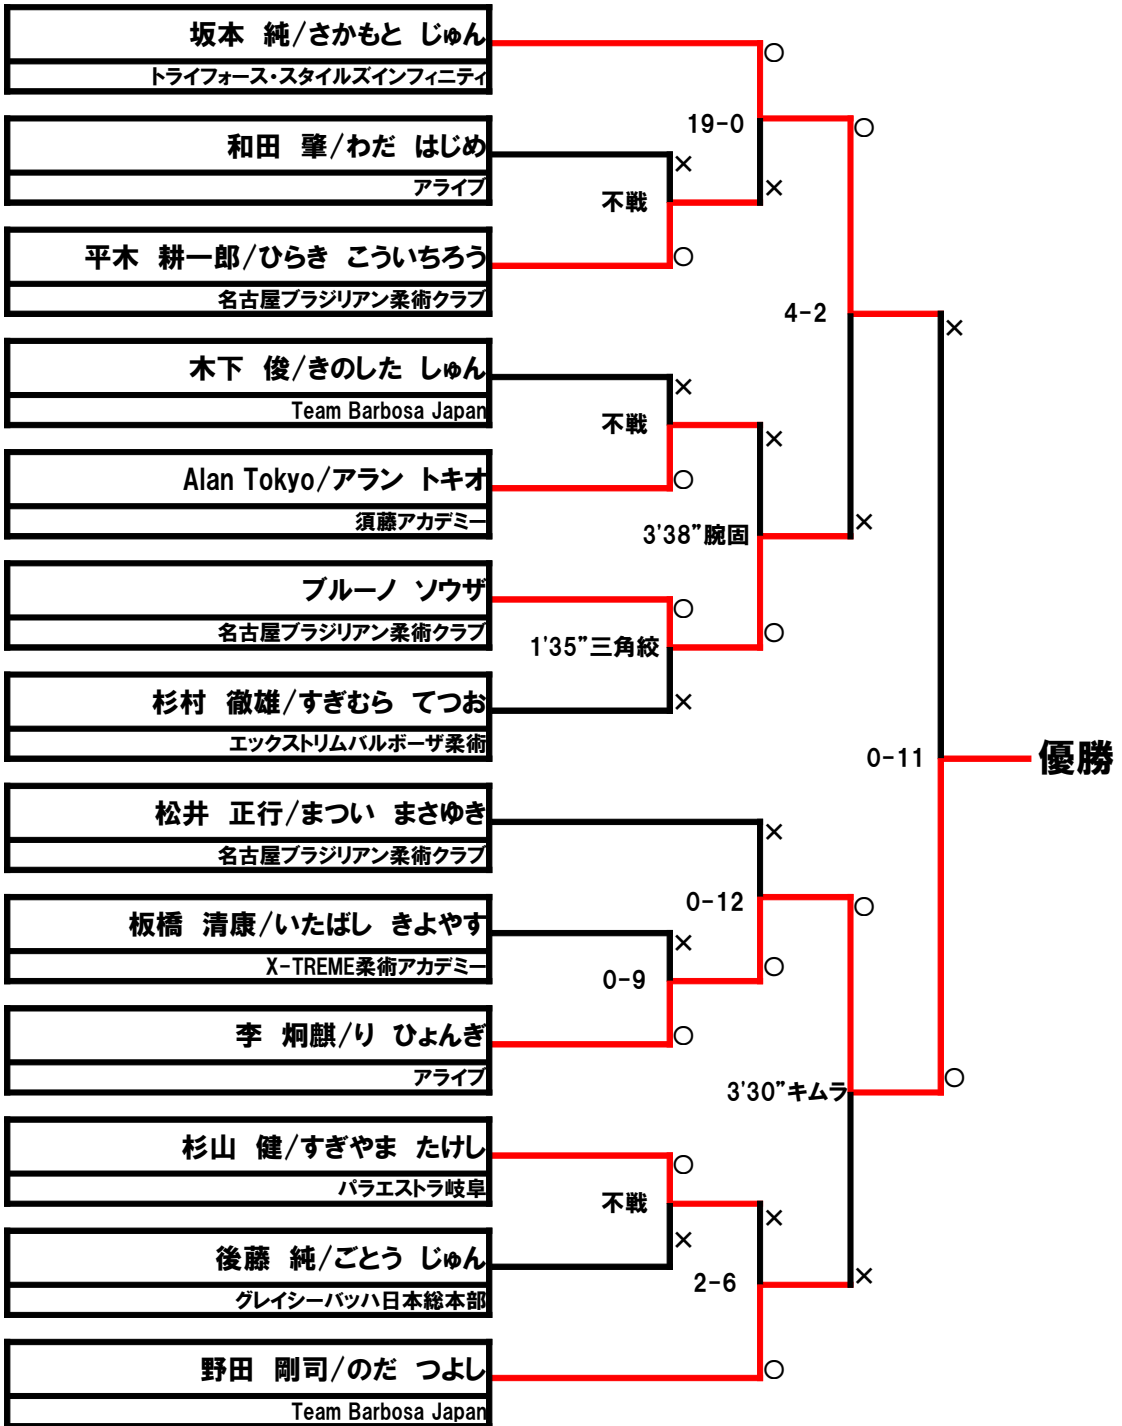 坂本 純/さかもと じゅん
トライフォース・スタイルズインフィニティ
○
19-0
○
和田 肇/わだ はじめ
アライブ
×
×
不戦
平木 耕一郎/ひらき こういちろう
名古屋ブラジリアン柔術クラブ
○
4-2
×
木下 俊/きのした しゅん
Team Barbosa Japan
×
不戦
×
Alan Tokyo/アラン トキオ
須藤アカデミー
○
3'38”腕固
×
ブルーノ ソウザ
名古屋ブラジリアン柔術クラブ
○
1'35”三角絞
○
杉村 徹雄/すぎむら てつお
エックストリムバルボーザ柔術
×
0-11
優勝
松井 正行/まつい まさゆき
名古屋ブラジリアン柔術クラブ
×
0-12
○
板橋 清康/いたばし きよやす
X-TREME柔術アカデミー
×
0-9
○
李 炯麒/り ひょんぎ
アライブ
○
3'30”キムラ
○
杉山 健/すぎやま たけし
パラエストラ岐阜
○
不戦
×
後藤 純/ごとう じゅん
グレイシーバッハ日本総本部
×
2-6
×
野田 剛司/のだ つよし
Team Barbosa Japan
○